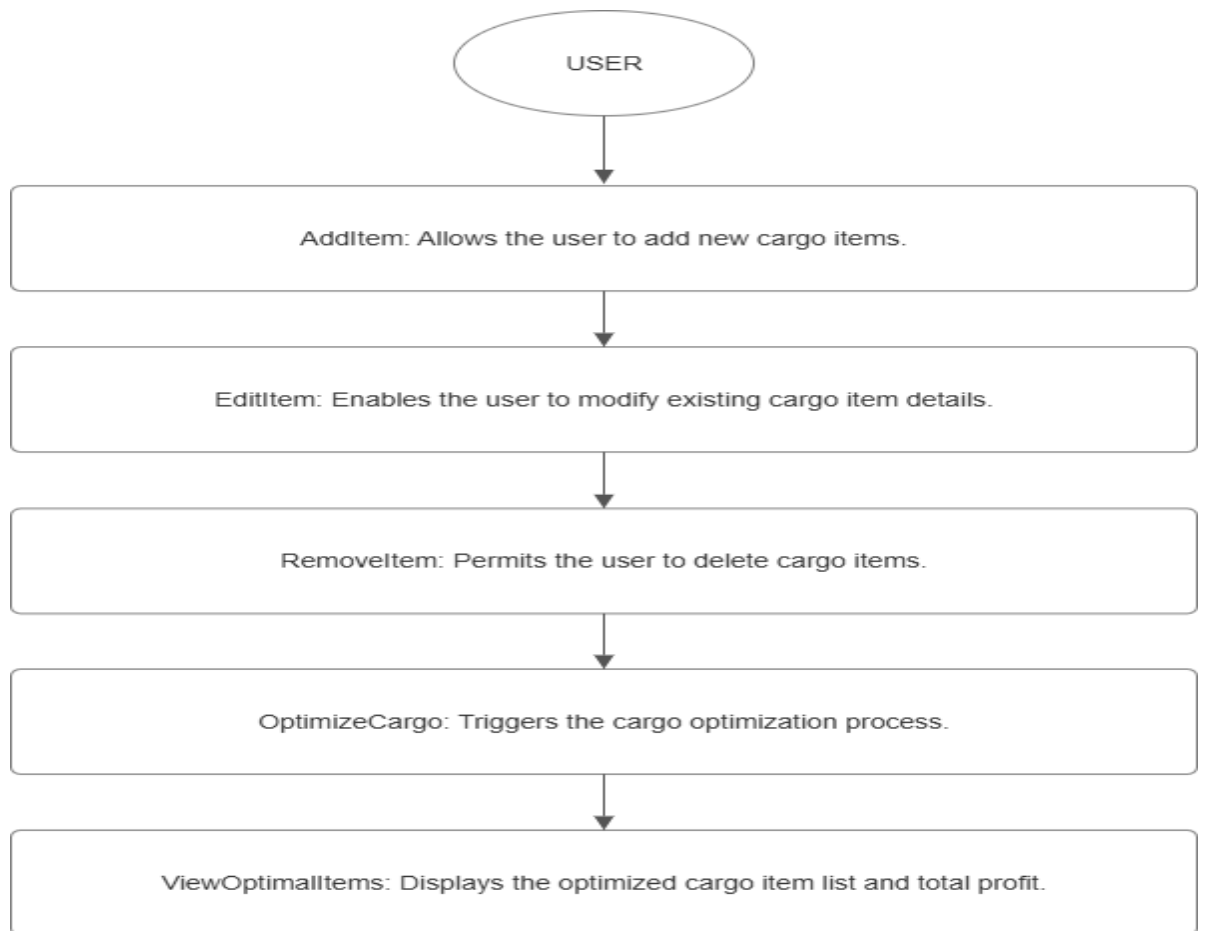 USER
AddItem: Allows the user to add new cargo items.
EditItem: Enables the user to modify existing cargo item details.
RemoveItem: Permits the user to delete cargo items.
OptimizeCargo: Triggers the cargo optimization process.
ViewOptimalItems: Displays the optimized cargo item list and total profit.